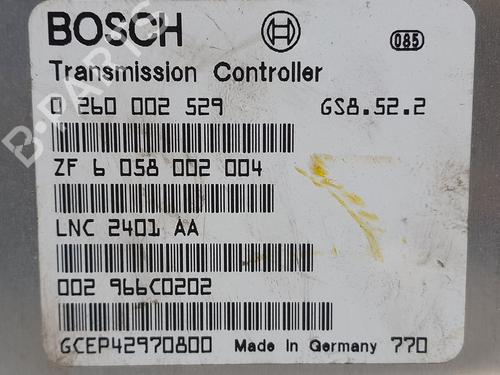 BOSCH 085
Transmission Controller
0 260 002 529 GS8.52.2
ZF 6 058 002 004
LNC 2401 AA
002 966C0202
GCEP42970800 Made in Germany 770
B-PARTS